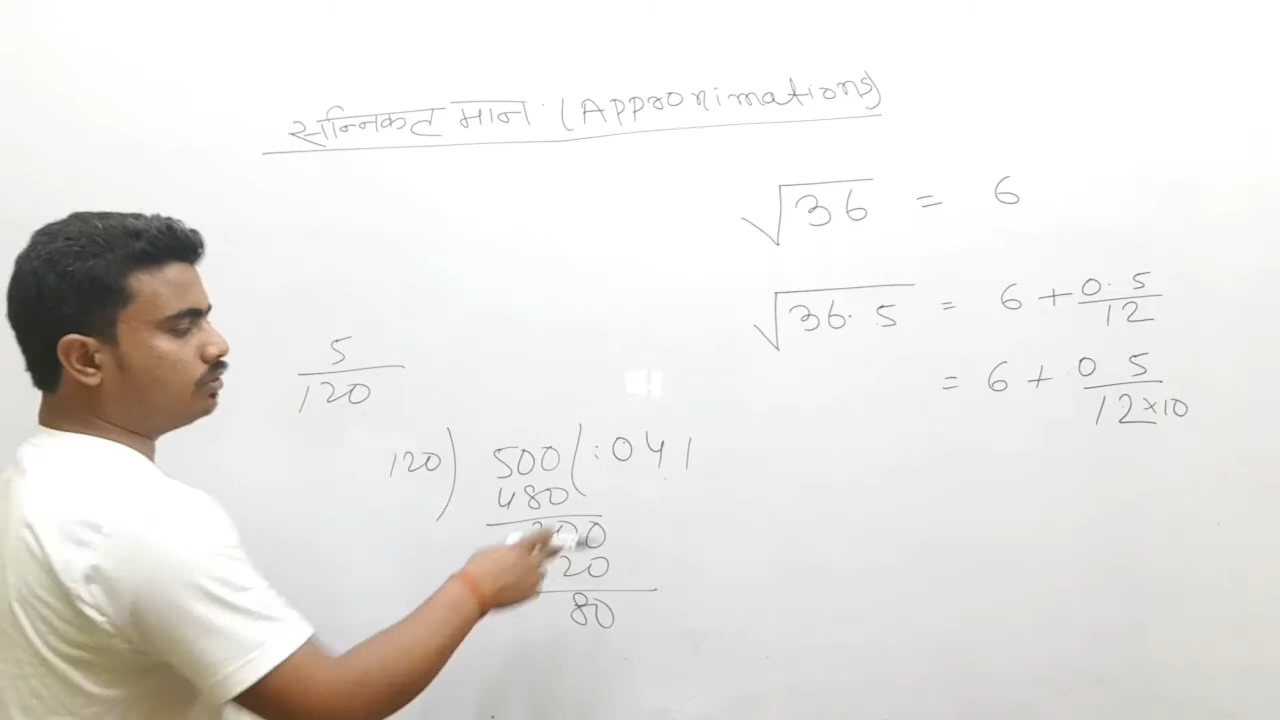 सन्निकट मान (Approximations)
√36 = 6
√36.5 = 6 + 0.5/12
= 6 + 0 5/12×10
5/120
120) 500 (.041
480
200
20
80